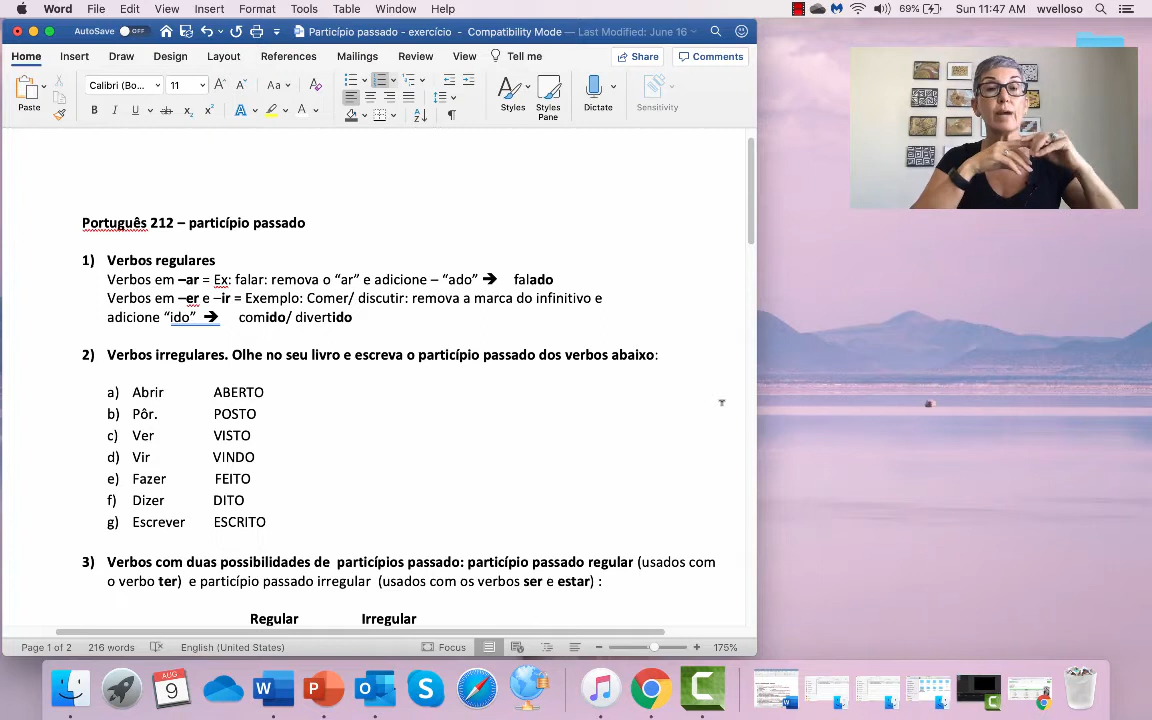 Word File Edit View Insert Format Tools Table Window Help 69% Sun 11:47 AM wvelloso
AutoSave OFF Particípio passado - exercício - Compatibility Mode — Last Modified: June 16
Home Insert Draw Design Layout References Mailings Review View Tell me Share Comments
Calibri (Bo... 11 A A Aa A
Paste B I U ab x₂ x² A A Styles Styles Pane Dictate Sensitivity
Português 212 – particípio passado
1) Verbos regulares
Verbos em –ar = Ex: falar: remova o “ar” e adicione – “ado” ➔ falado
Verbos em –er e –ir = Exemplo: Comer/ discutir: remova a marca do infinitivo e
adicione “ido” ➔ comido/ divertido
2) Verbos irregulares. Olhe no seu livro e escreva o particípio passado dos verbos abaixo:
a) Abrir ABERTO
b) Pôr. POSTO
c) Ver VISTO
d) Vir VINDO
e) Fazer FEITO
f) Dizer DITO
g) Escrever ESCRITO
3) Verbos com duas possibilidades de particípios passado: particípio passado regular (usados com
o verbo ter) e particípio passado irregular (usados com os verbos ser e estar) :
Regular Irregular
Page 1 of 2 216 words English (United States) Focus 175%
AUG
9